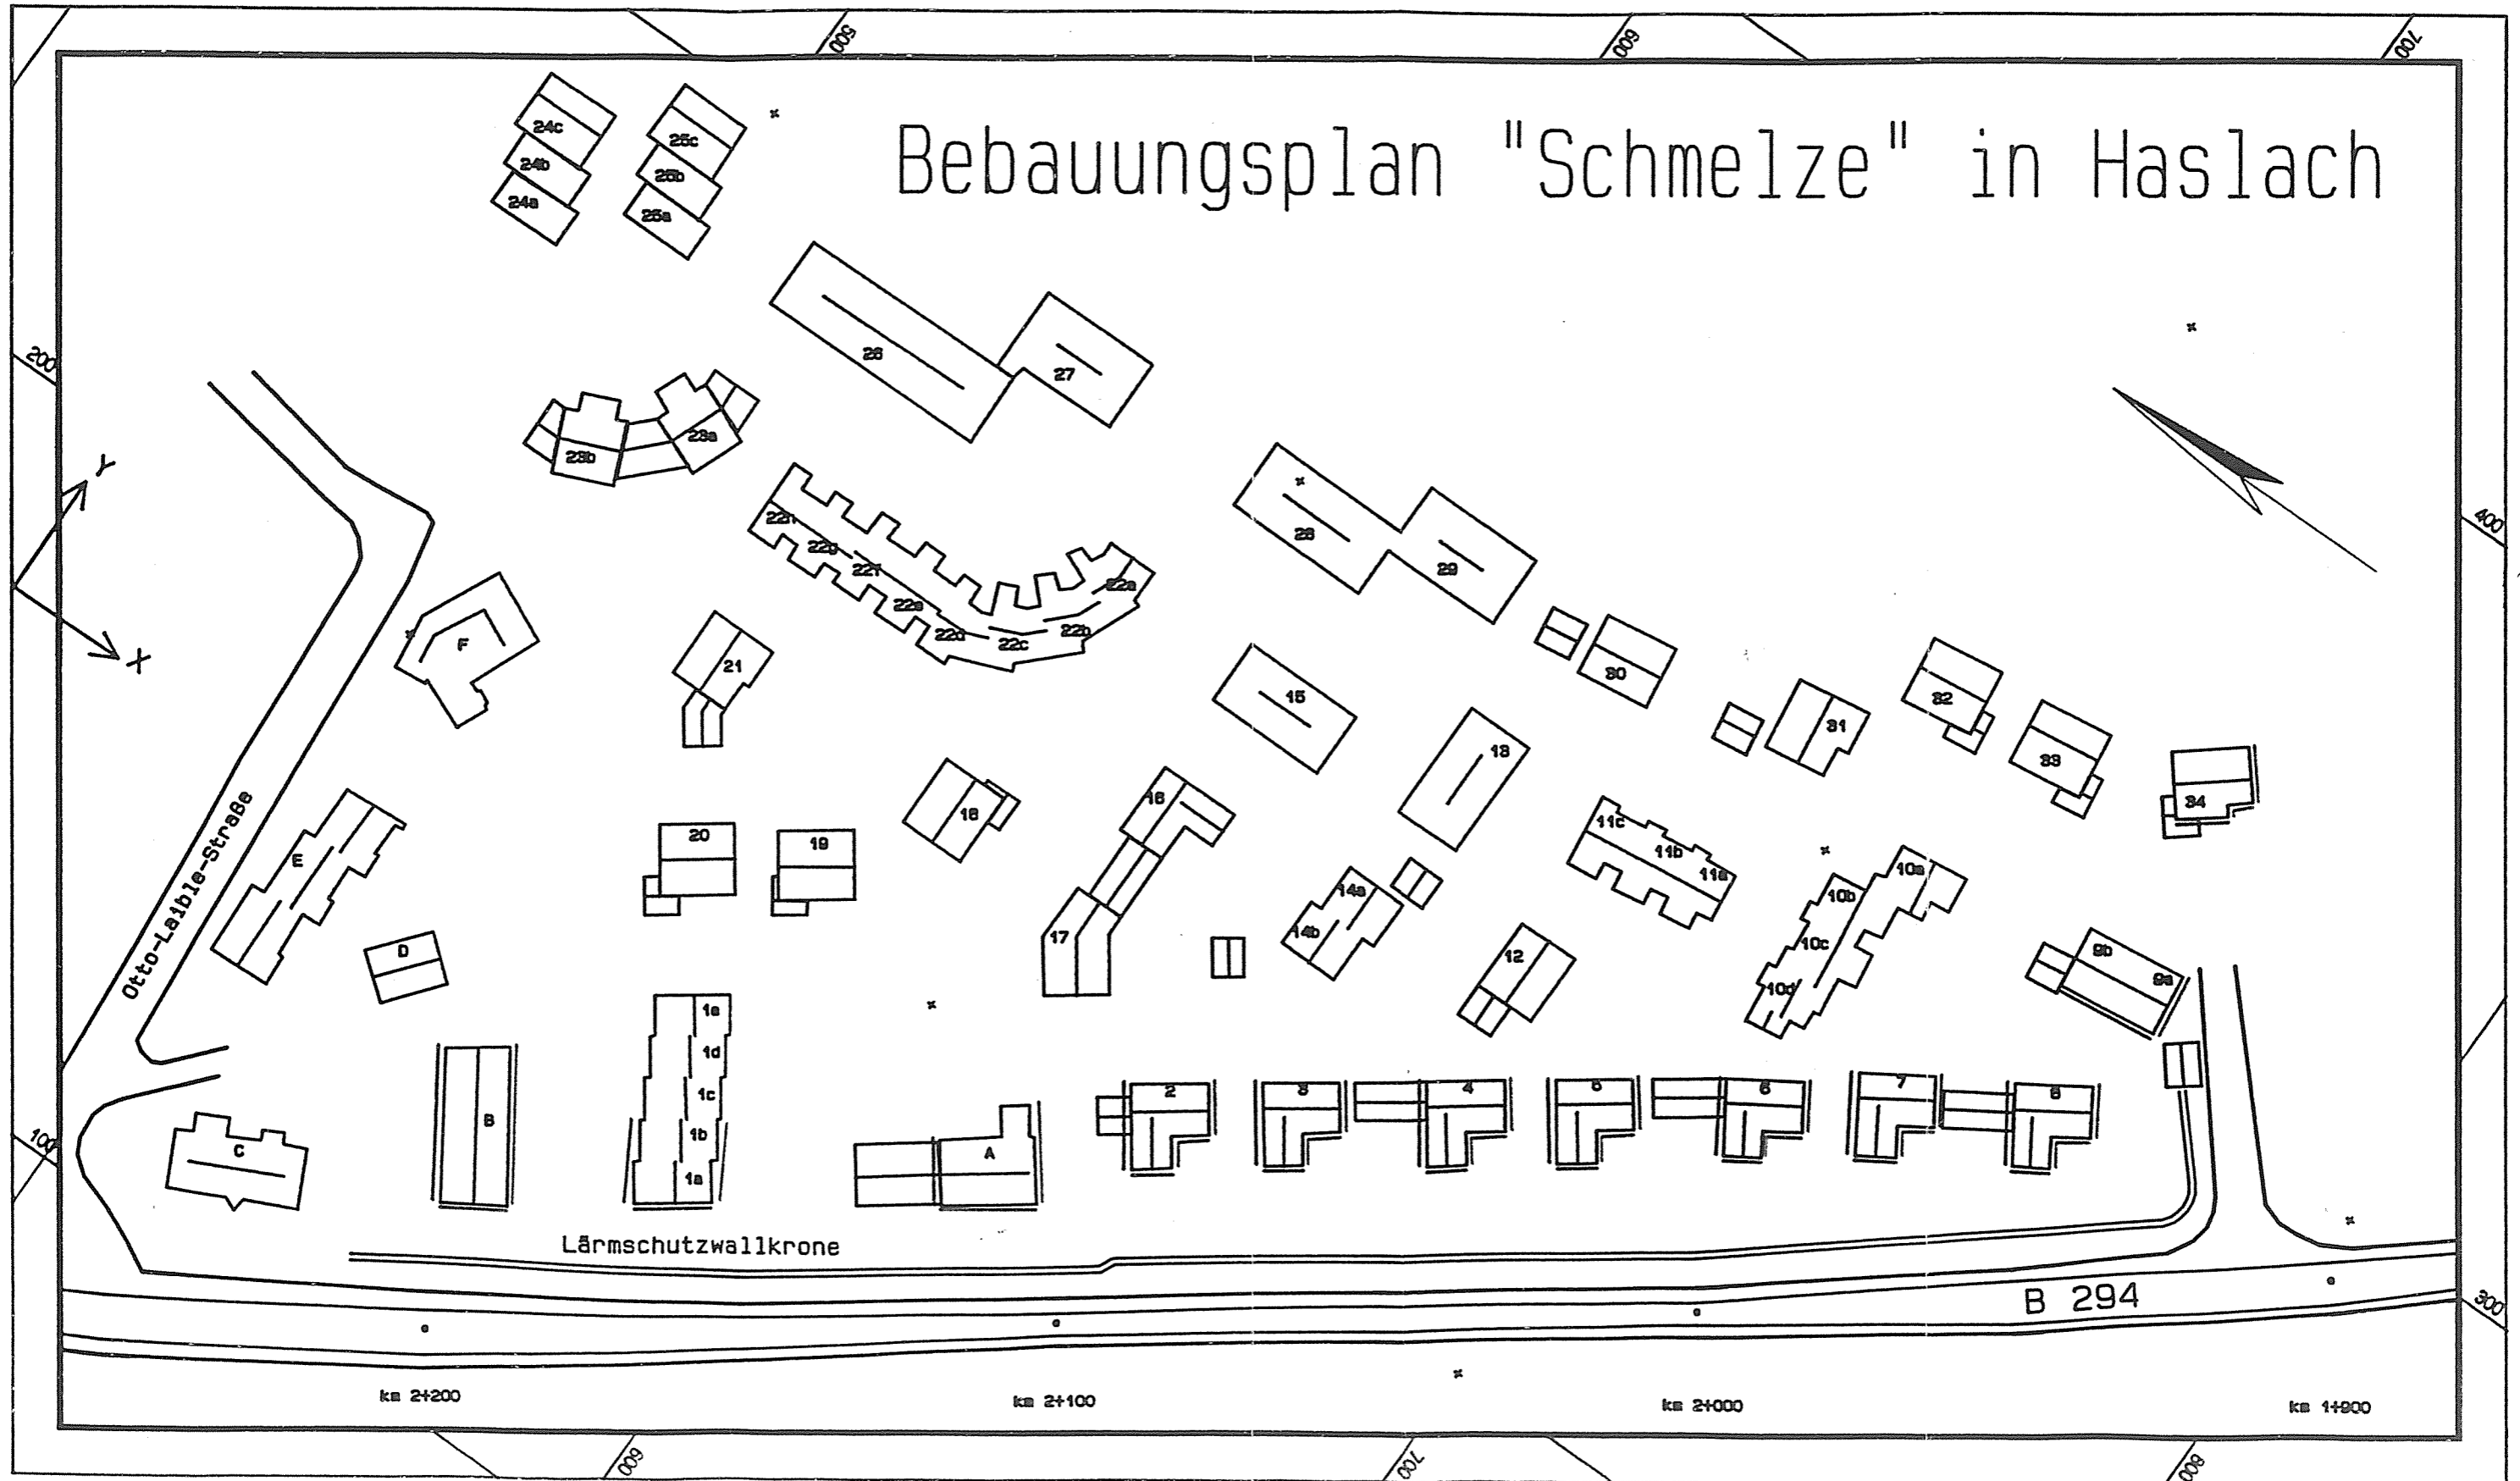 500
600
700
Bebauungsplan "Schmelze" in Haslach
24c
24b
24a
25c
25b
25a
26
27
200
23b
23a
Y
X
28
29
400
22h
22g
22f
22e
22d
22c
22b
22a
F
21
15
30
31
32
33
34
13
18
16
20
19
E
11c
11b
11a
10a
10b
10c
10d
14a
14b
17
12
D
9b
9a
Otto-Laible-Straße
1e
1d
1c
1b
1a
B
C
A
2
3
4
5
6
7
8
100
Lärmschutzwallkrone
B 294
300
km 2+200
km 2+100
km 2+000
km 1+900
600
700
800